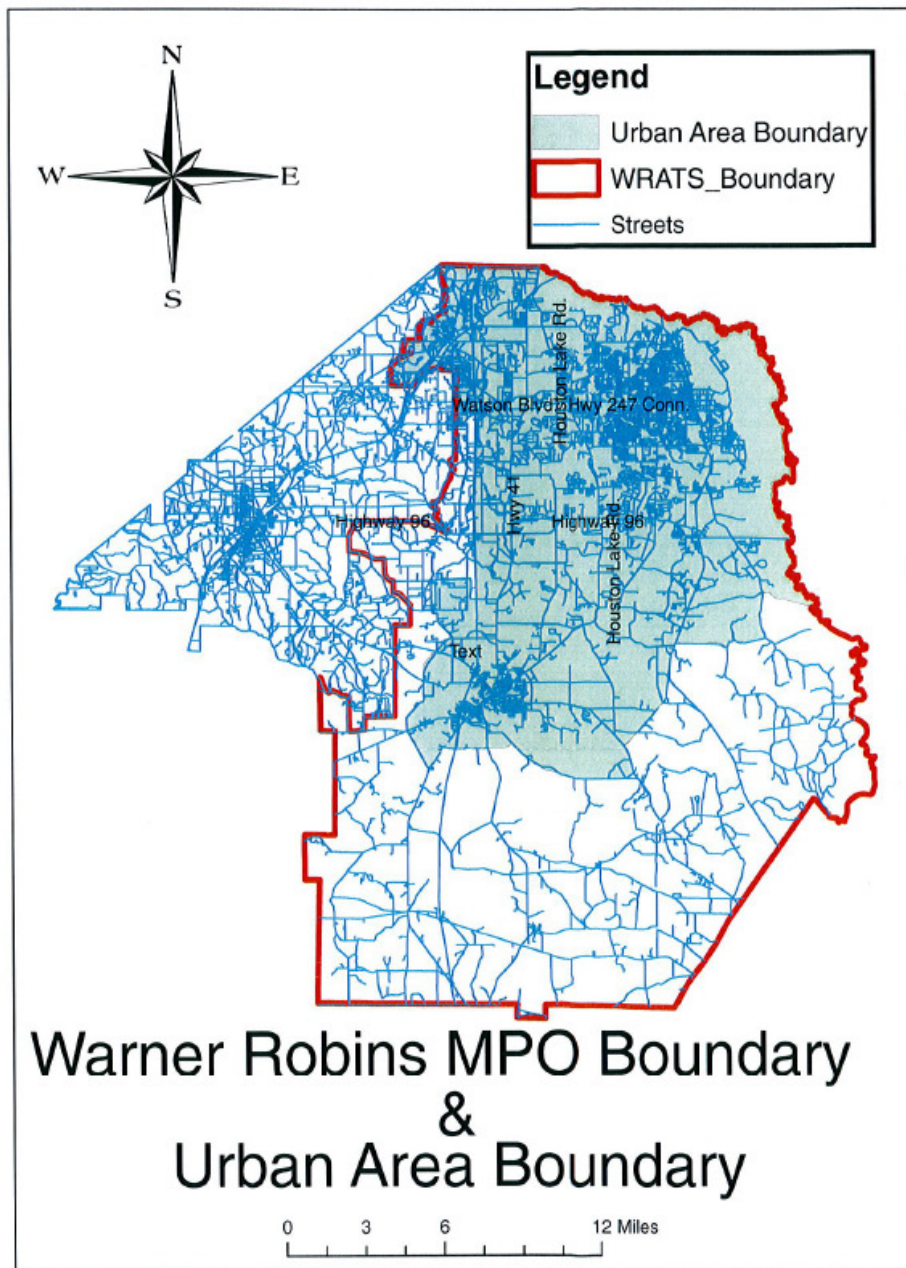 N
W
E
S
Legend
Urban Area Boundary
WRATS_Boundary
Streets
Houston Lake Rd.
Watson Blvd.
Hwy 247 Conn.
Hwy 41
Highway 96
Highway 96
Houston Lake Rd.
Text
Warner Robins MPO Boundary
&
Urban Area Boundary
0 3 6 12 Miles